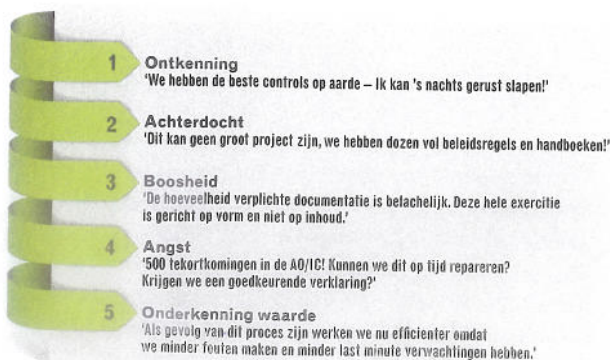 1
Ontkenning
'We hebben de beste controls op aarde – Ik kan 's nachts gerust slapen!'
2
Achterdocht
'Dit kan geen groot project zijn, we hebben dozen vol beleidsregels en handboeken!'
3
Boosheid
'De hoeveelheid verplichte documentatie is belachelijk. Deze hele exercitie
is gericht op vorm en niet op inhoud.'
4
Angst
'500 tekortkomingen in de AO/IC! Kunnen we dit op tijd repareren?
Krijgen we een goedkeurende verklaring?'
5
Onderkenning waarde
'Als gevolg van dit proces zijn werken we nu efficienter omdat
we minder fouten maken en minder last minute verwachtingen hebben.'